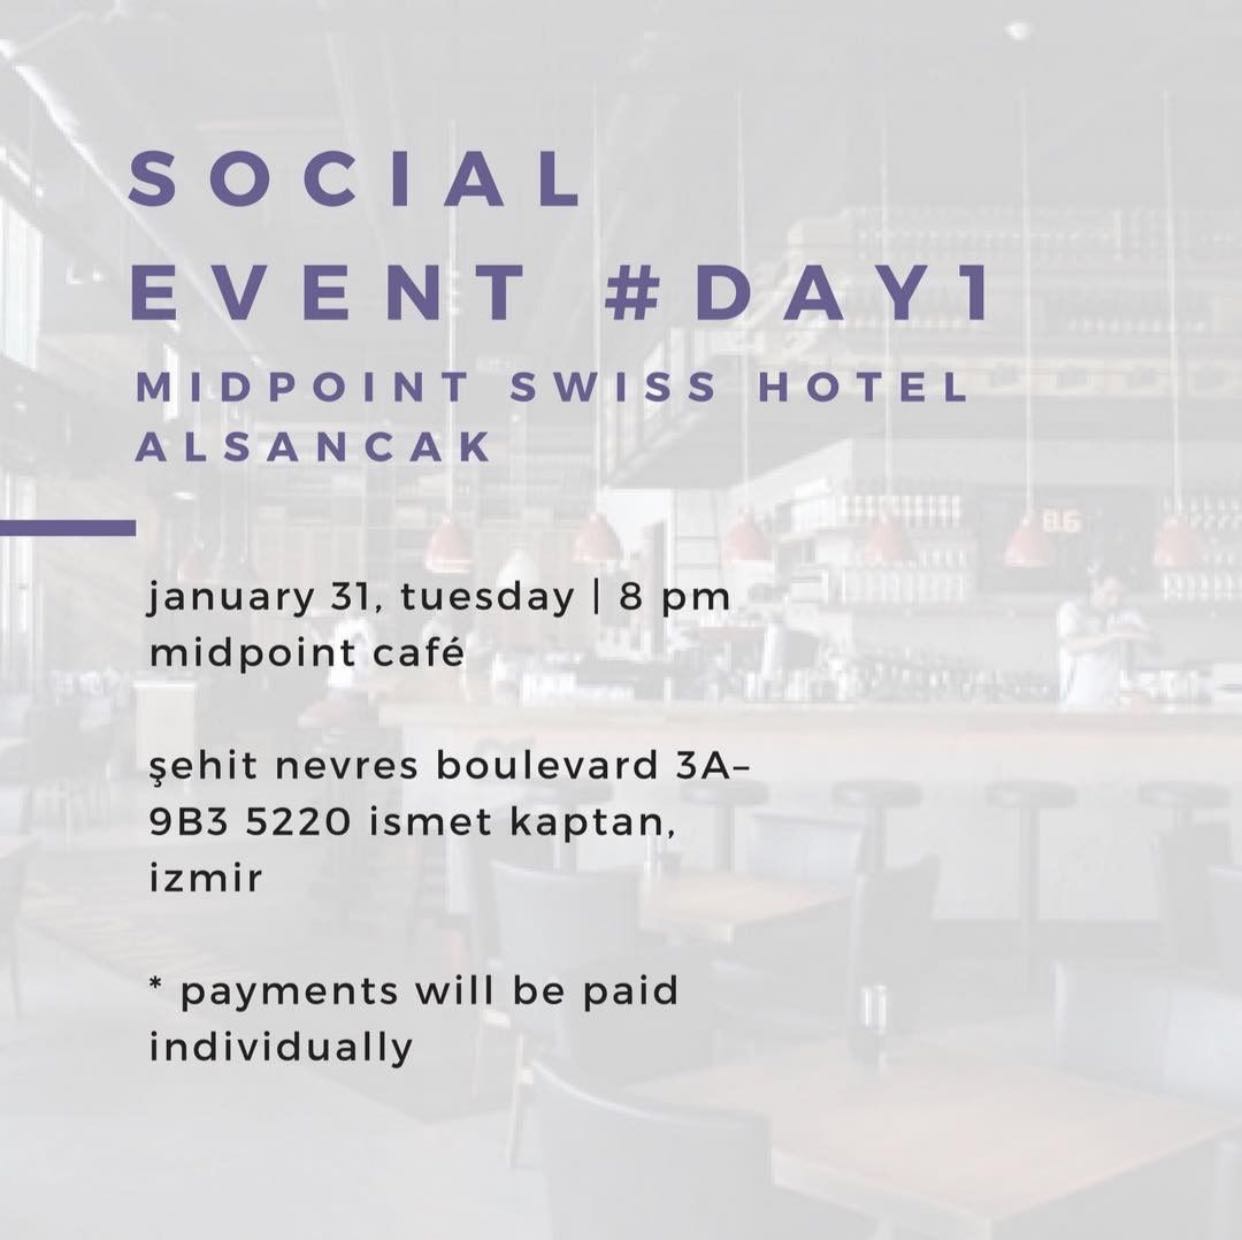 SOCIAL
EVENT #DAY1
MIDPOINT SWISS HOTEL
ALSANCAK
january 31, tuesday | 8 pm
midpoint café
şehit nevres boulevard 3A–
9B3 5220 ismet kaptan,
izmir
* payments will be paid
individually
86